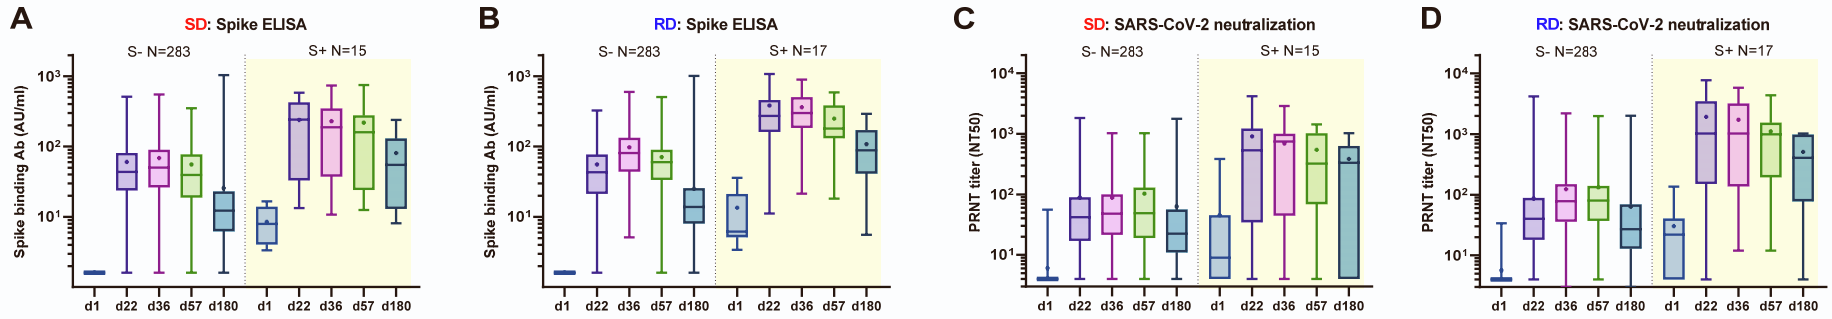 A
SD: Spike ELISA
S- N=283
S+ N=15
Spike binding Ab (AU/ml)
10³
10²
10¹
d1 d22 d36 d57 d180 d1 d22 d36 d57 d180
B
RD: Spike ELISA
S- N=283
S+ N=17
Spike binding Ab (AU/ml)
10³
10²
10¹
d1 d22 d36 d57 d180 d1 d22 d36 d57 d180
C
SD: SARS-CoV-2 neutralization
S- N=283
S+ N=15
PRNT titer (NT50)
10⁴
10³
10²
10¹
d1 d22 d36 d57 d180 d1 d22 d36 d57 d180
D
RD: SARS-CoV-2 neutralization
S- N=283
S+ N=17
PRNT titer (NT50)
10⁴
10³
10²
10¹
d1 d22 d36 d57 d180 d1 d22 d36 d57 d180